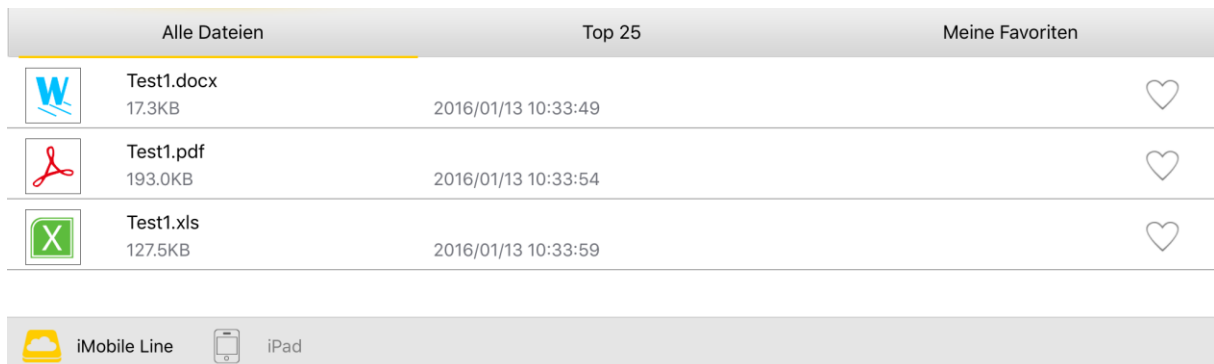 Alle Dateien Top 25 Meine Favoriten
Test1.docx
17.3KB 2016/01/13 10:33:49
Test1.pdf
193.0KB 2016/01/13 10:33:54
Test1.xls
127.5KB 2016/01/13 10:33:59
iMobile Line iPad